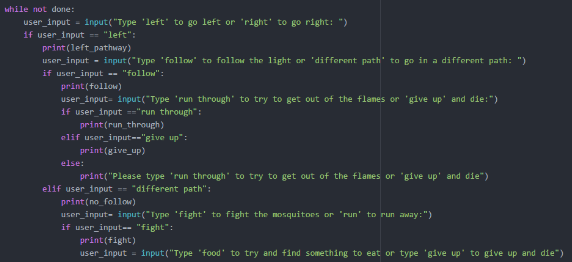 while not done:
    user_input = input("Type 'left' to go left or 'right' to go right: ")
    if user_input == "left":
        print(left_pathway)
        user_input = input("Type 'follow' to follow the light or 'different path' to go in a different path: ")
        if user_input == "follow":
            print(follow)
            user_input= input("Type 'run through' to try to get out of the flames or 'give up' and die:")
            if user_input =="run through":
                print(run_through)
            elif user_input=="give up":
                print(give_up)
            else:
                print("Please type 'run through' to try to get out of the flames or 'give up' and die")
        elif user_input == "different path":
            print(no_follow)
            user_input= input("Type 'fight' to fight the mosquitoes or 'run' to run away:")
            if user_input== "fight":
                print(fight)
                user_input = input("Type 'food' to try and find something to eat or type 'give up' to give up and die")